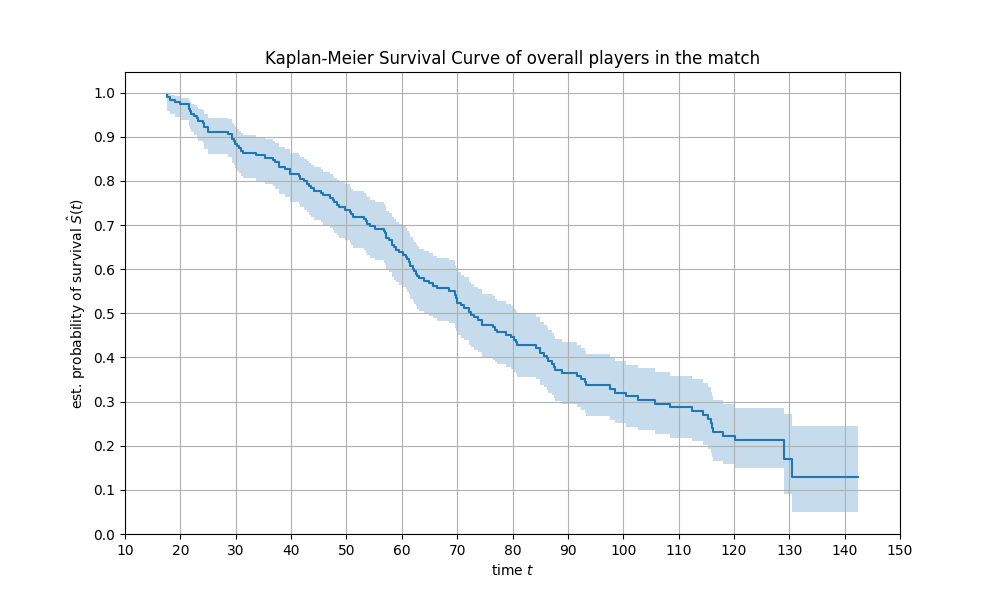 Kaplan-Meier Survival Curve of overall players in the match
est. probability of survival Ŝ(t)
1.0
0.9
0.8
0.7
0.6
0.5
0.4
0.3
0.2
0.1
0.0
10 20 30 40 50 60 70 80 90 100 110 120 130 140 150
time t